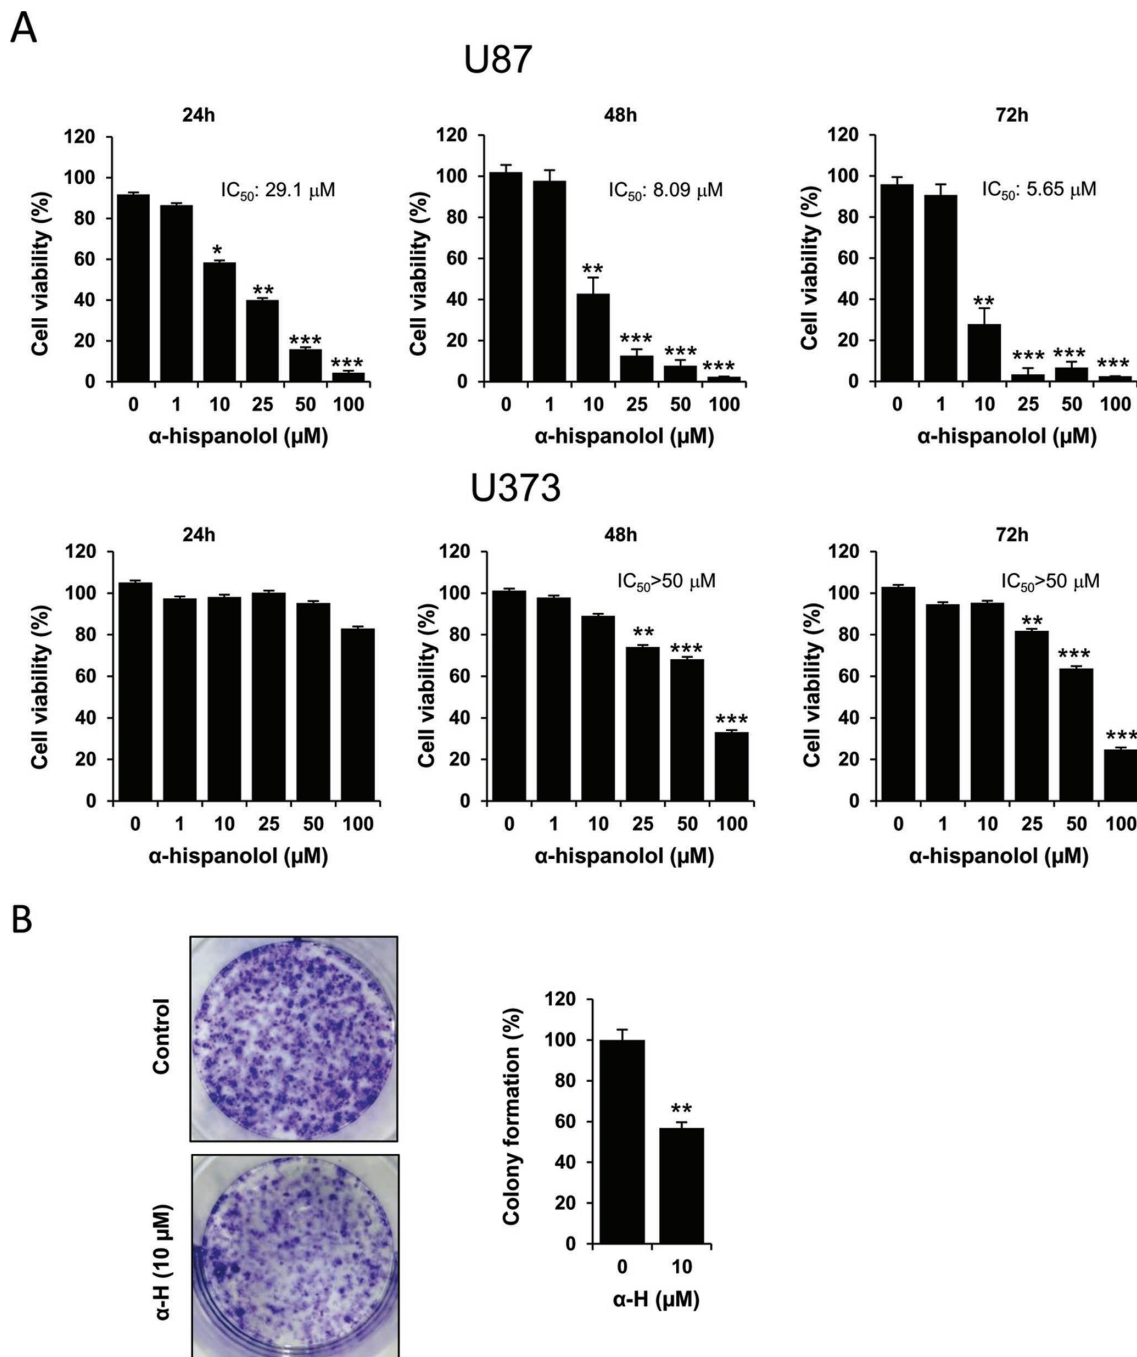 A
U87
24h
120
100
80
60
40
20
0
Cell viability (%)
IC50: 29.1 μM
*
**
***
***
0 1 10 25 50 100
α-hispanolol (μM)
48h
120
100
80
60
40
20
0
Cell viability (%)
IC50: 8.09 μM
**
***
***
***
0 1 10 25 50 100
α-hispanolol (μM)
72h
120
100
80
60
40
20
0
Cell viability (%)
IC50: 5.65 μM
**
***
***
***
0 1 10 25 50 100
α-hispanolol (μM)
U373
24h
120
100
80
60
40
20
0
Cell viability (%)
0 1 10 25 50 100
α-hispanolol (μM)
48h
120
100
80
60
40
20
0
Cell viability (%)
IC50>50 μM
**
***
***
0 1 10 25 50 100
α-hispanolol (μM)
72h
120
100
80
60
40
20
0
Cell viability (%)
IC50>50 μM
**
***
***
0 1 10 25 50 100
α-hispanolol (μM)
B
Control
α-H (10 μM)
120
100
80
60
40
20
0
Colony formation (%)
**
0 10
α-H (μM)